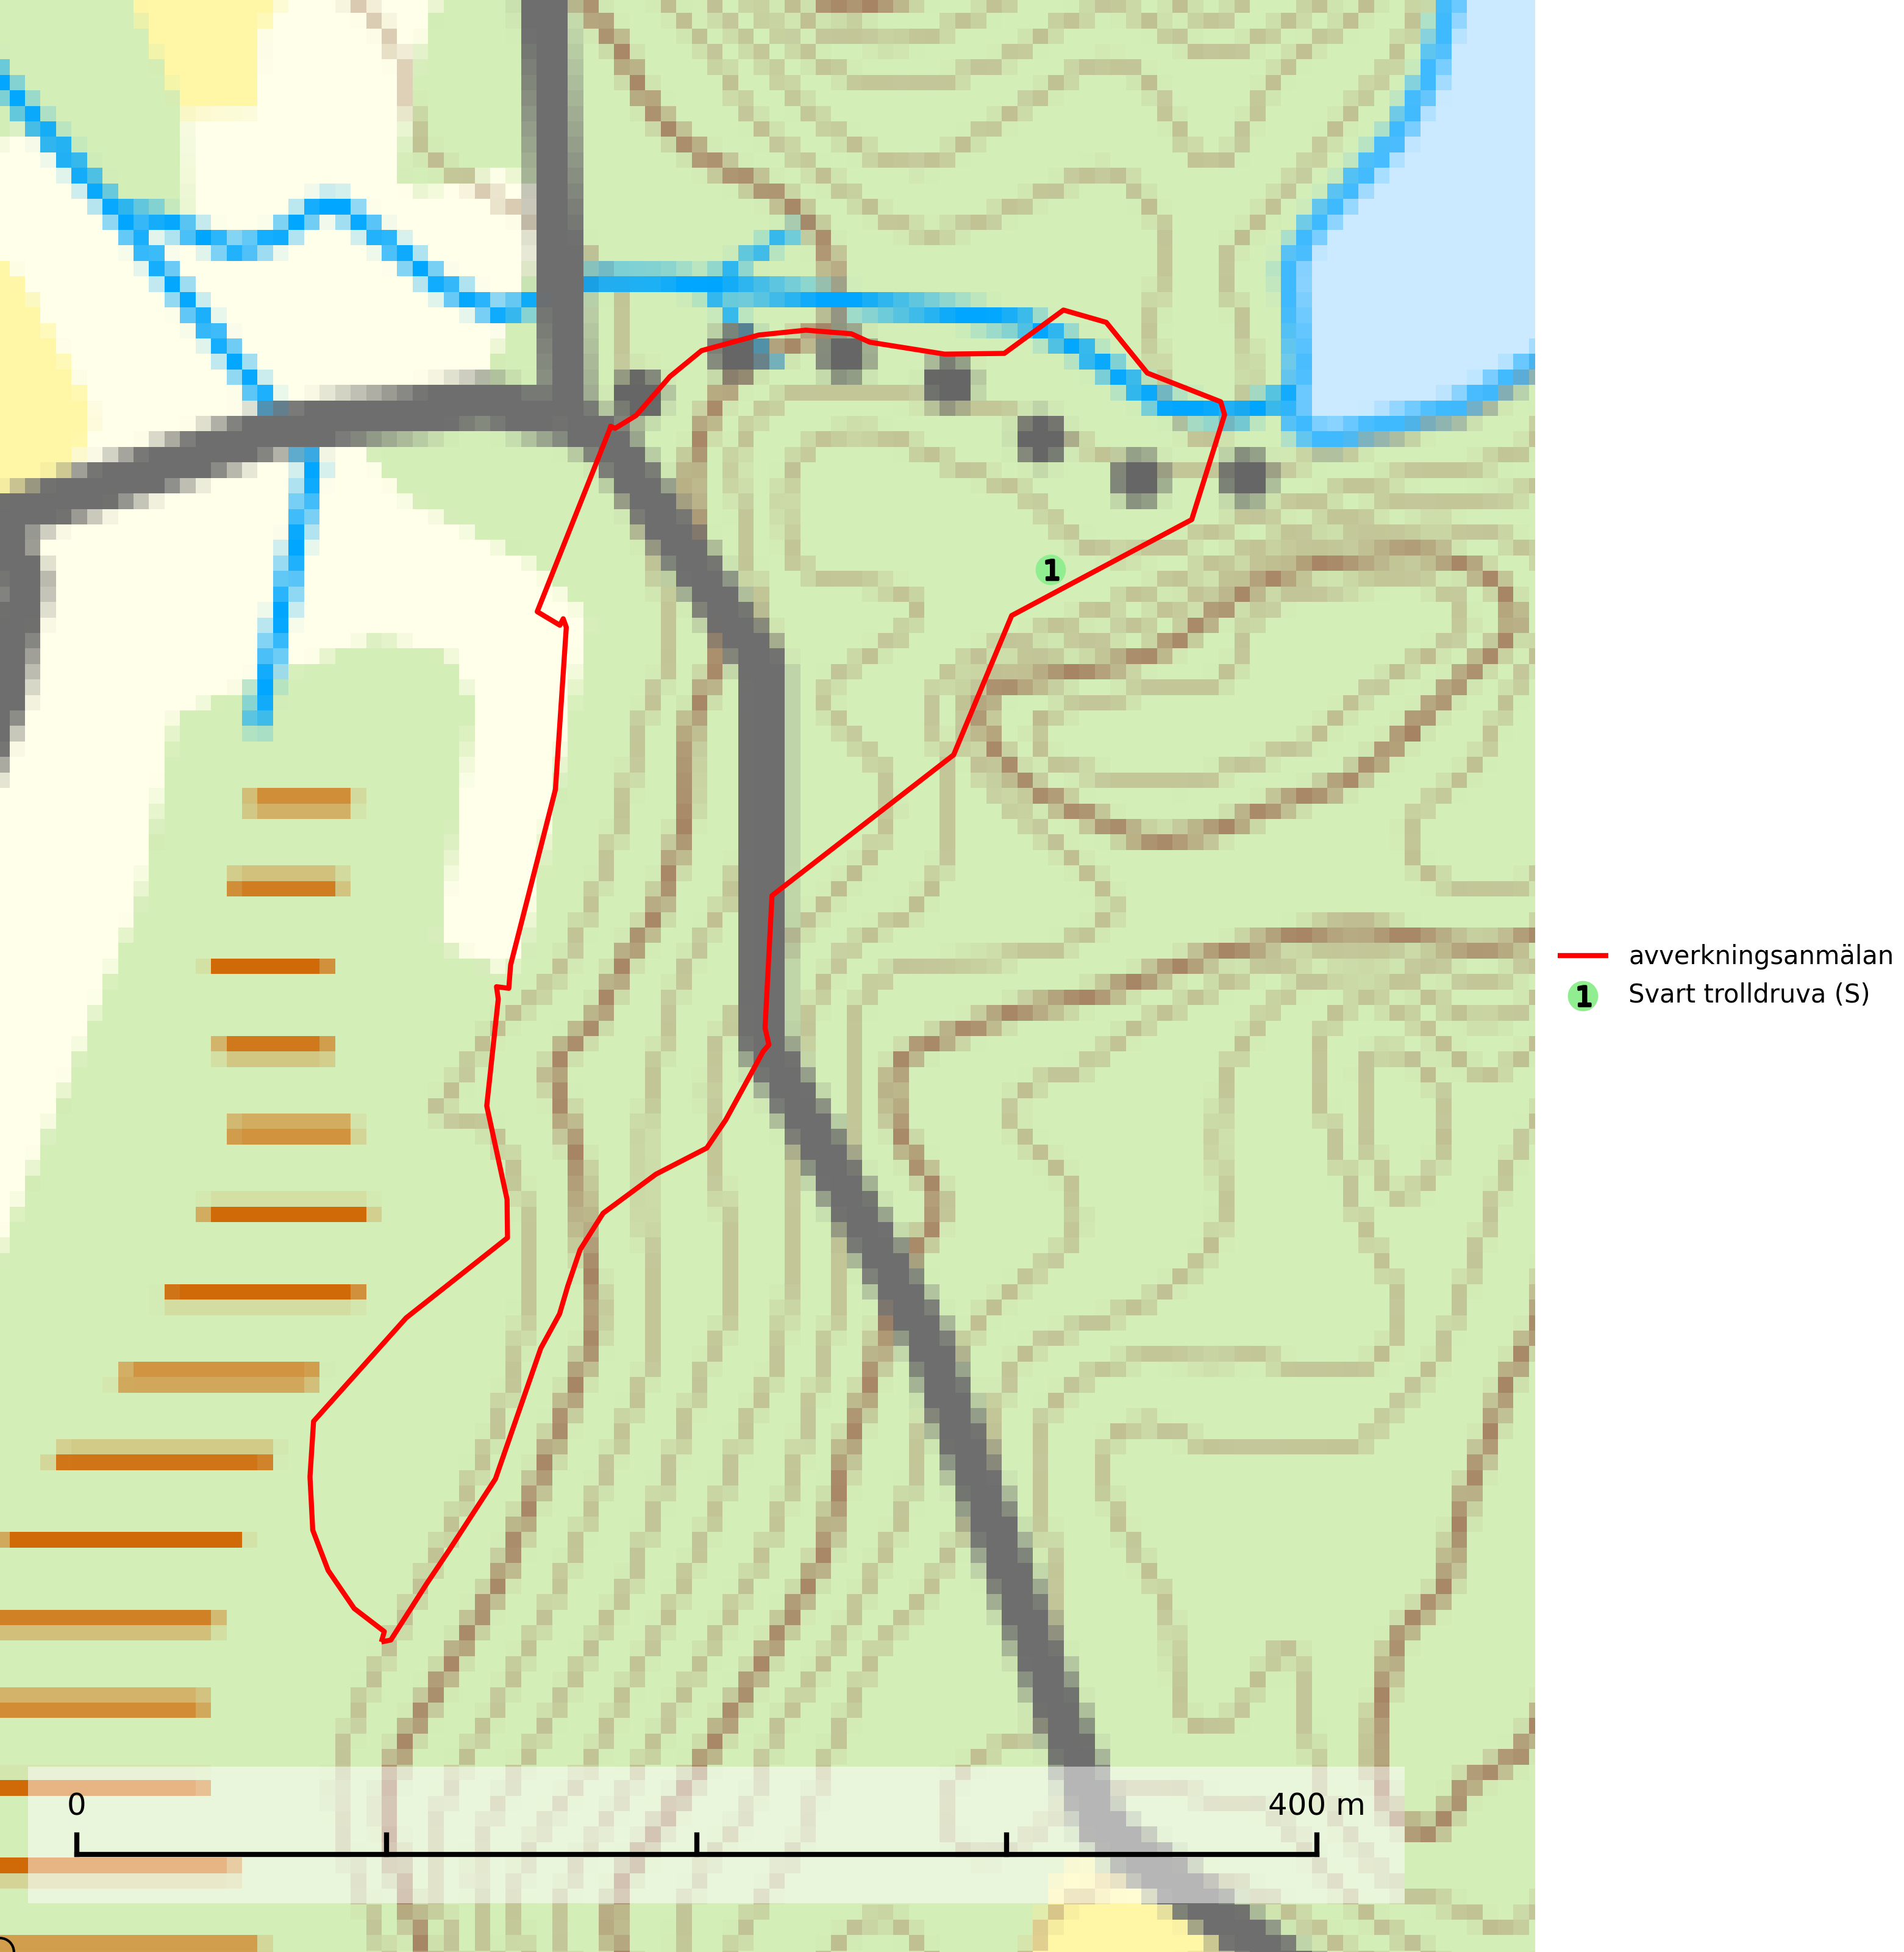 1
avverkningsanmälan
1 Svart trolldruva (S)
0 400 m